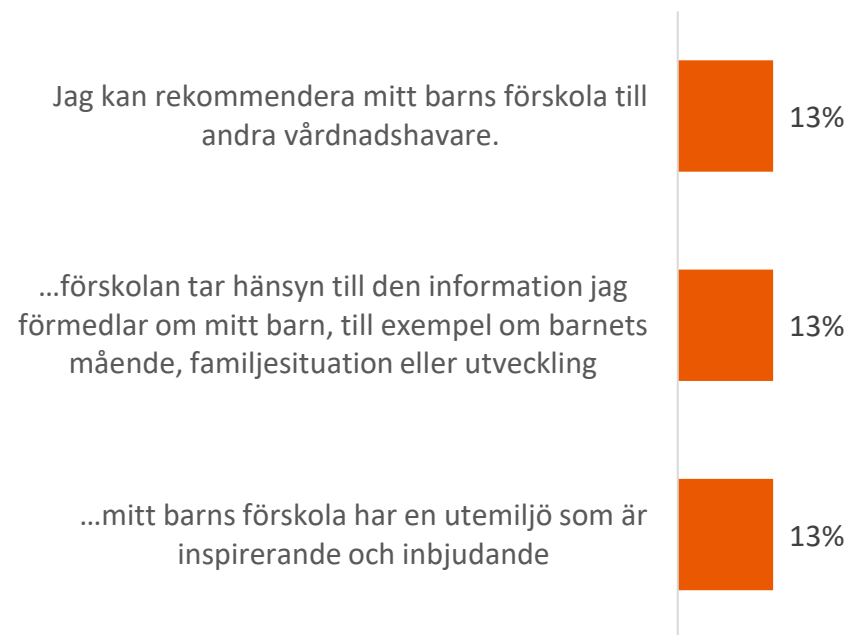 Jag kan rekommendera mitt barns förskola till
andra vårdnadshavare.
13%
…förskolan tar hänsyn till den information jag
förmedlar om mitt barn, till exempel om barnets
mående, familjesituation eller utveckling
13%
…mitt barns förskola har en utemiljö som är
inspirerande och inbjudande
13%